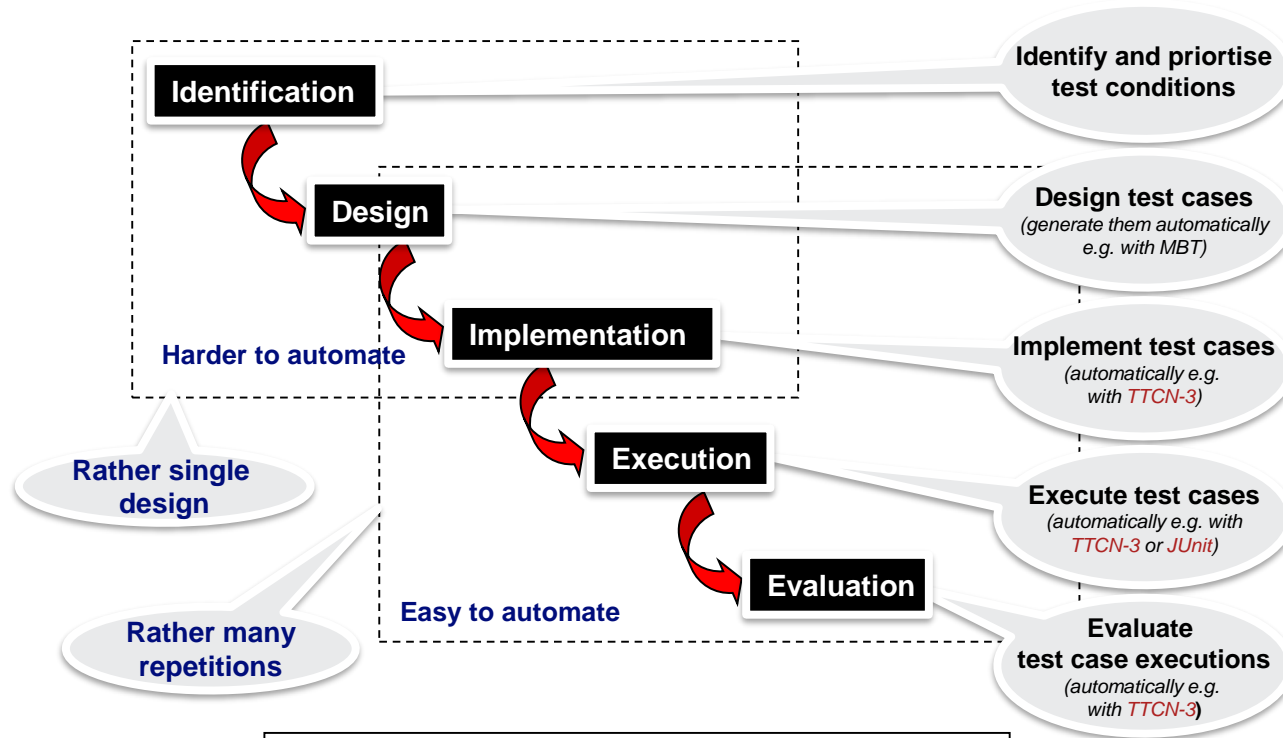 Identification
Identify and priortise
test conditions
Design
Design test cases
(generate them automatically
e.g. with MBT)
Implementation
Implement test cases
(automatically e.g.
with TTCN-3)
Harder to automate
Rather single
design
Execution
Execute test cases
(automatically e.g. with
TTCN-3 or JUnit)
Evaluation
Easy to automate
Rather many
repetitions
Evaluate
test case executions
(automatically e.g.
with TTCN-3)